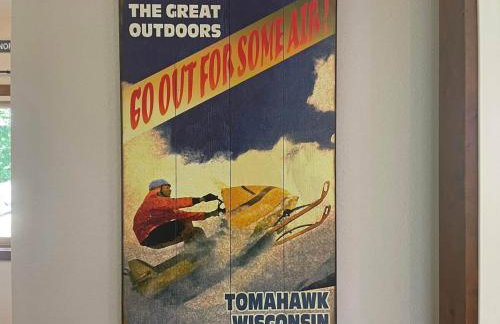 THE GREAT
OUTDOORS
GO OUT FOR SOME AIR!
TOMAHAWK
WISCONSIN